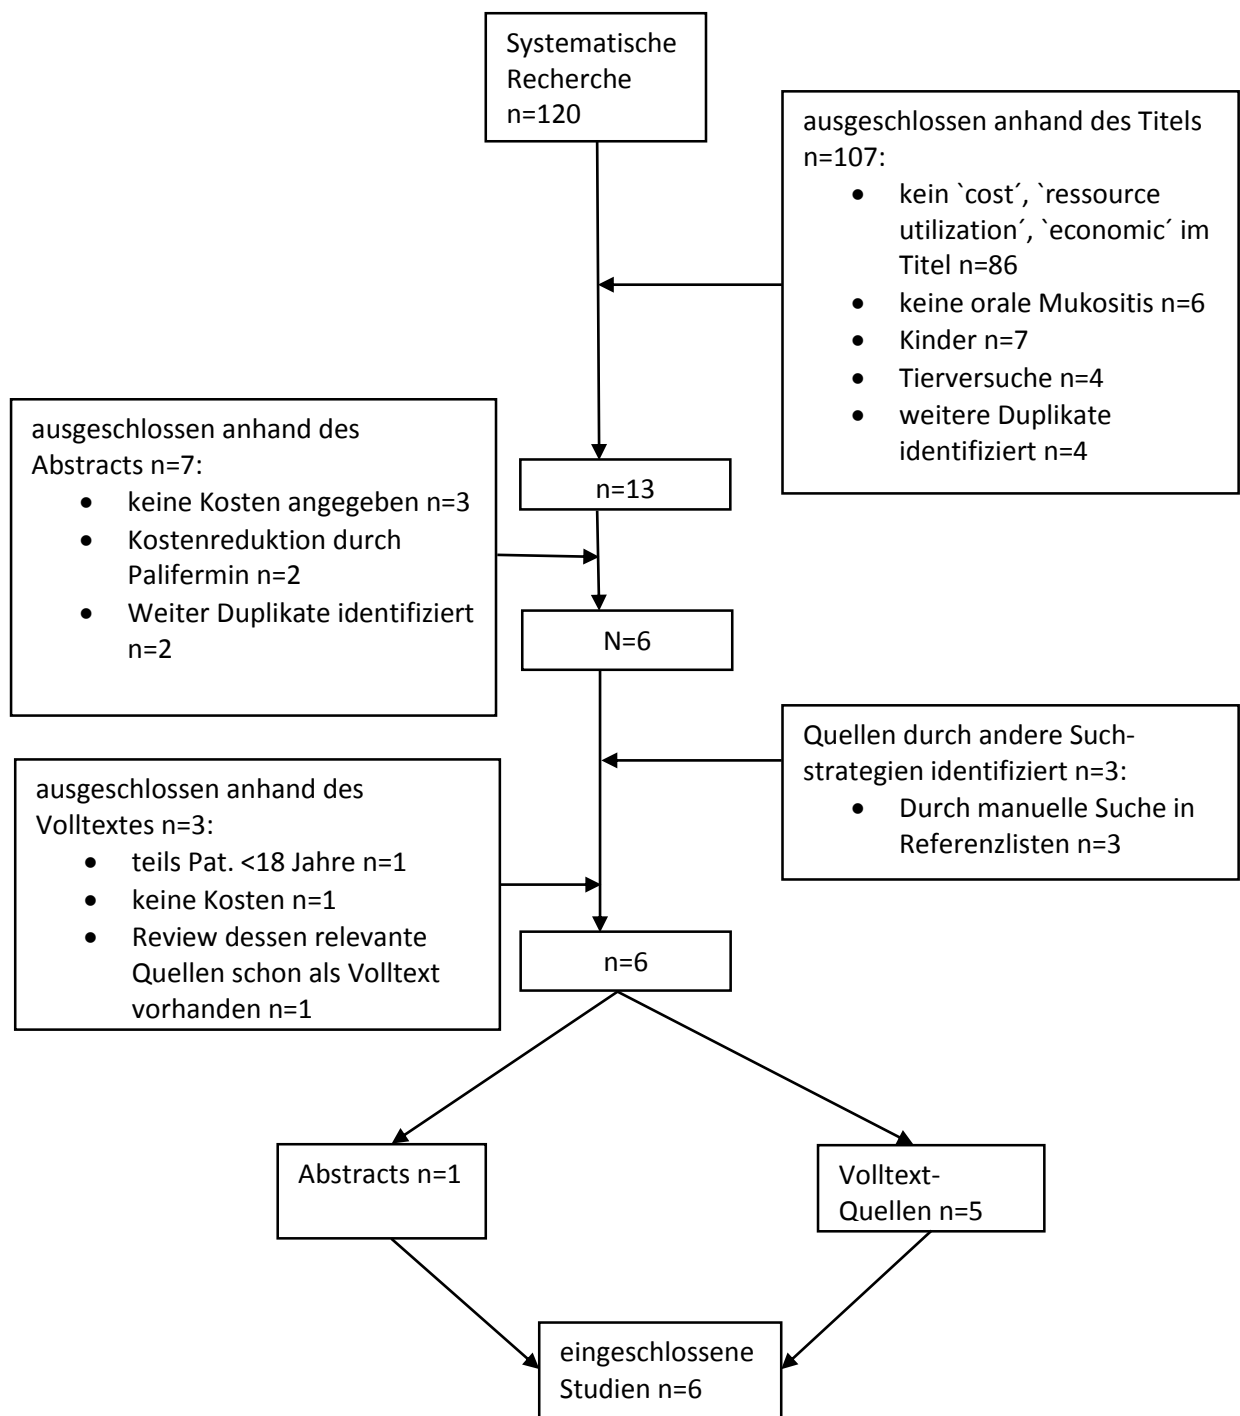 Systematische
Recherche
n=120
ausgeschlossen anhand des Titels
n=107:
• kein `cost´, `ressource
utilization´, `economic´ im
Titel n=86
• keine orale Mukositis n=6
• Kinder n=7
• Tierversuche n=4
• weitere Duplikate
identifiziert n=4
n=13
ausgeschlossen anhand des
Abstracts n=7:
• keine Kosten angegeben n=3
• Kostenreduktion durch
Palifermin n=2
• Weiter Duplikate identifiziert
n=2
N=6
Quellen durch andere Such-
strategien identifiziert n=3:
• Durch manuelle Suche in
Referenzlisten n=3
ausgeschlossen anhand des
Volltextes n=3:
• teils Pat. <18 Jahre n=1
• keine Kosten n=1
• Review dessen relevante
Quellen schon als Volltext
vorhanden n=1
n=6
Abstracts n=1
Volltext-
Quellen n=5
eingeschlossene
Studien n=6